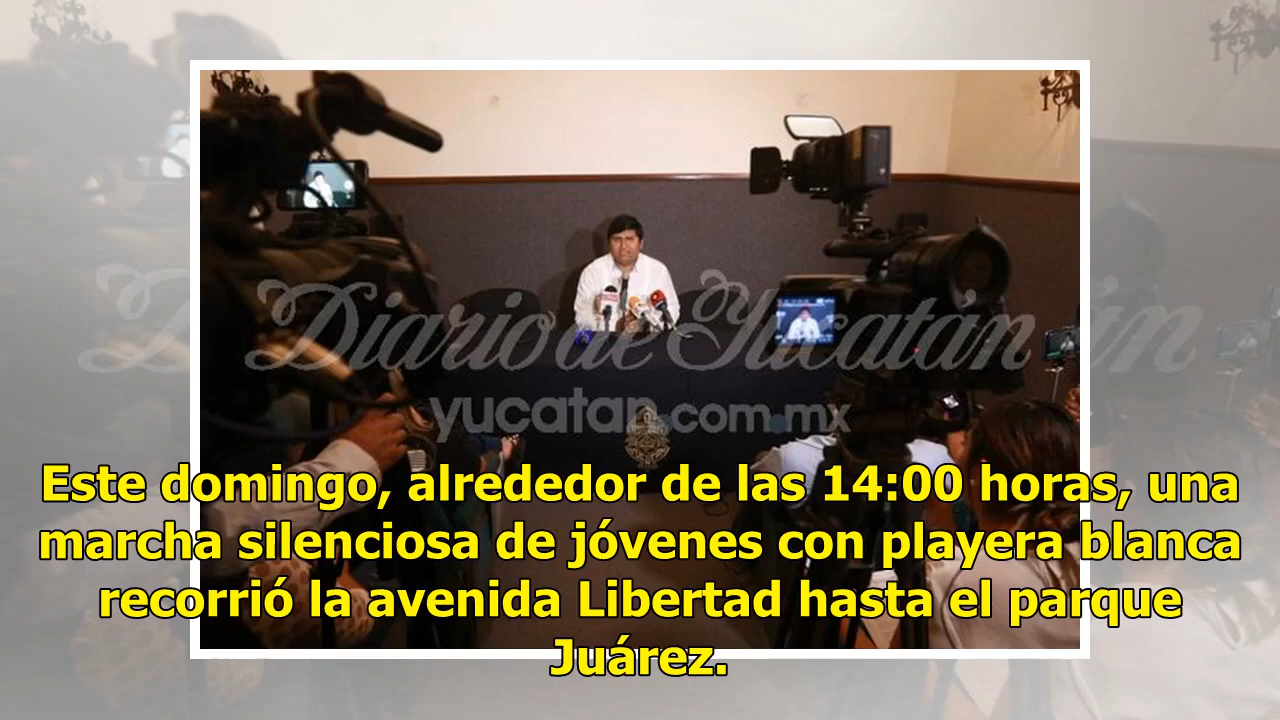 Diario de Yucatán
yucatan.com.mx
Este domingo, alrededor de las 14:00 horas, una
marcha silenciosa de jóvenes con playera blanca
recorrió la avenida Libertad hasta el parque
Juárez.